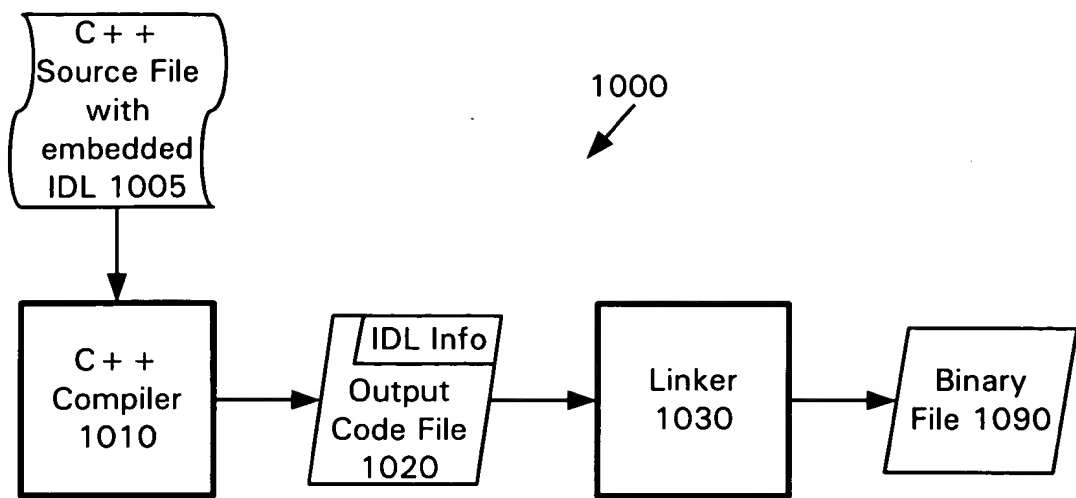 C++
Source File
with
embedded
IDL 1005
1000
C++
Compiler
1010
IDL Info
Output
Code File
1020
Linker
1030
Binary
File 1090